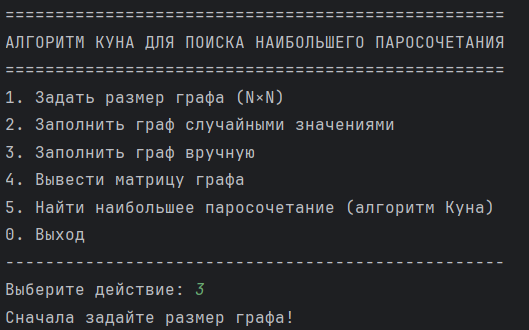 ==================================================
АЛГОРИТМ КУНА ДЛЯ ПОИСКА НАИБОЛЬШЕГО ПАРОСОЧЕТАНИЯ
==================================================
1. Задать размер графа (N×N)
2. Заполнить граф случайными значениями
3. Заполнить граф вручную
4. Вывести матрицу графа
5. Найти наибольшее паросочетание (алгоритм Куна)
0. Выход
--------------------------------------------------
Выберите действие: 3
Сначала задайте размер графа!